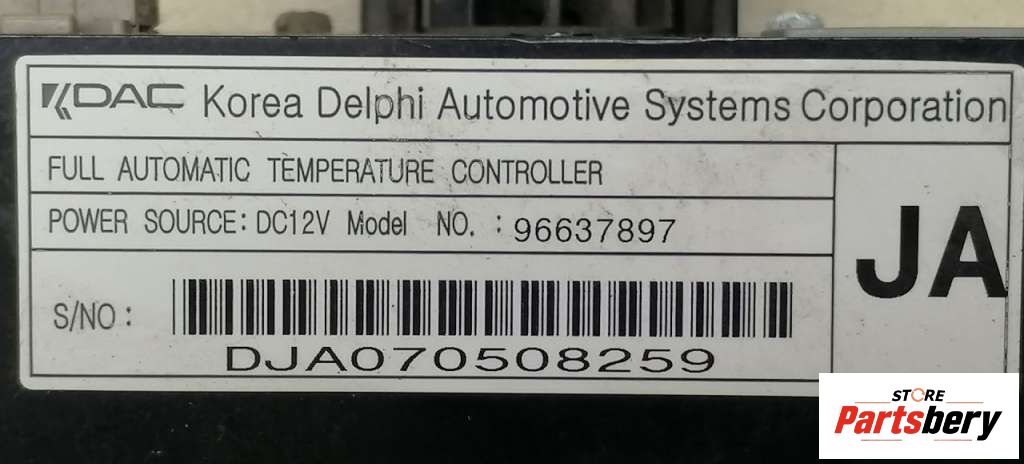 KDAC Korea Delphi Automotive Systems Corporation
FULL AUTOMATIC TEMPERATURE CONTROLLER
POWER SOURCE: DC12V Model NO. : 96637897
JA
S/NO :
DJA070508259
STORE
Partsbery